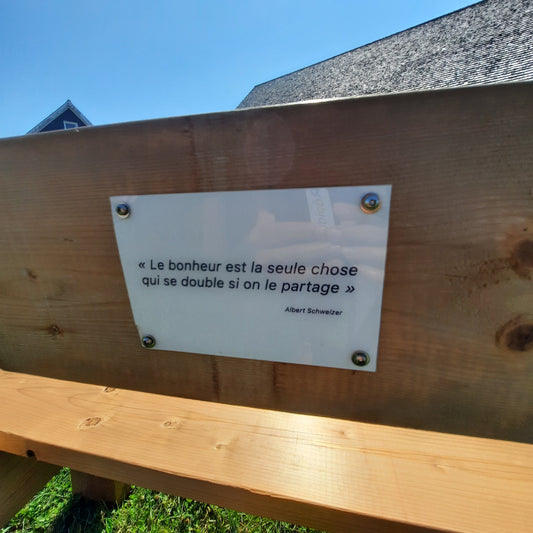 « Le bonheur est la seule chose
qui se double si on le partage »
Albert Schweizer